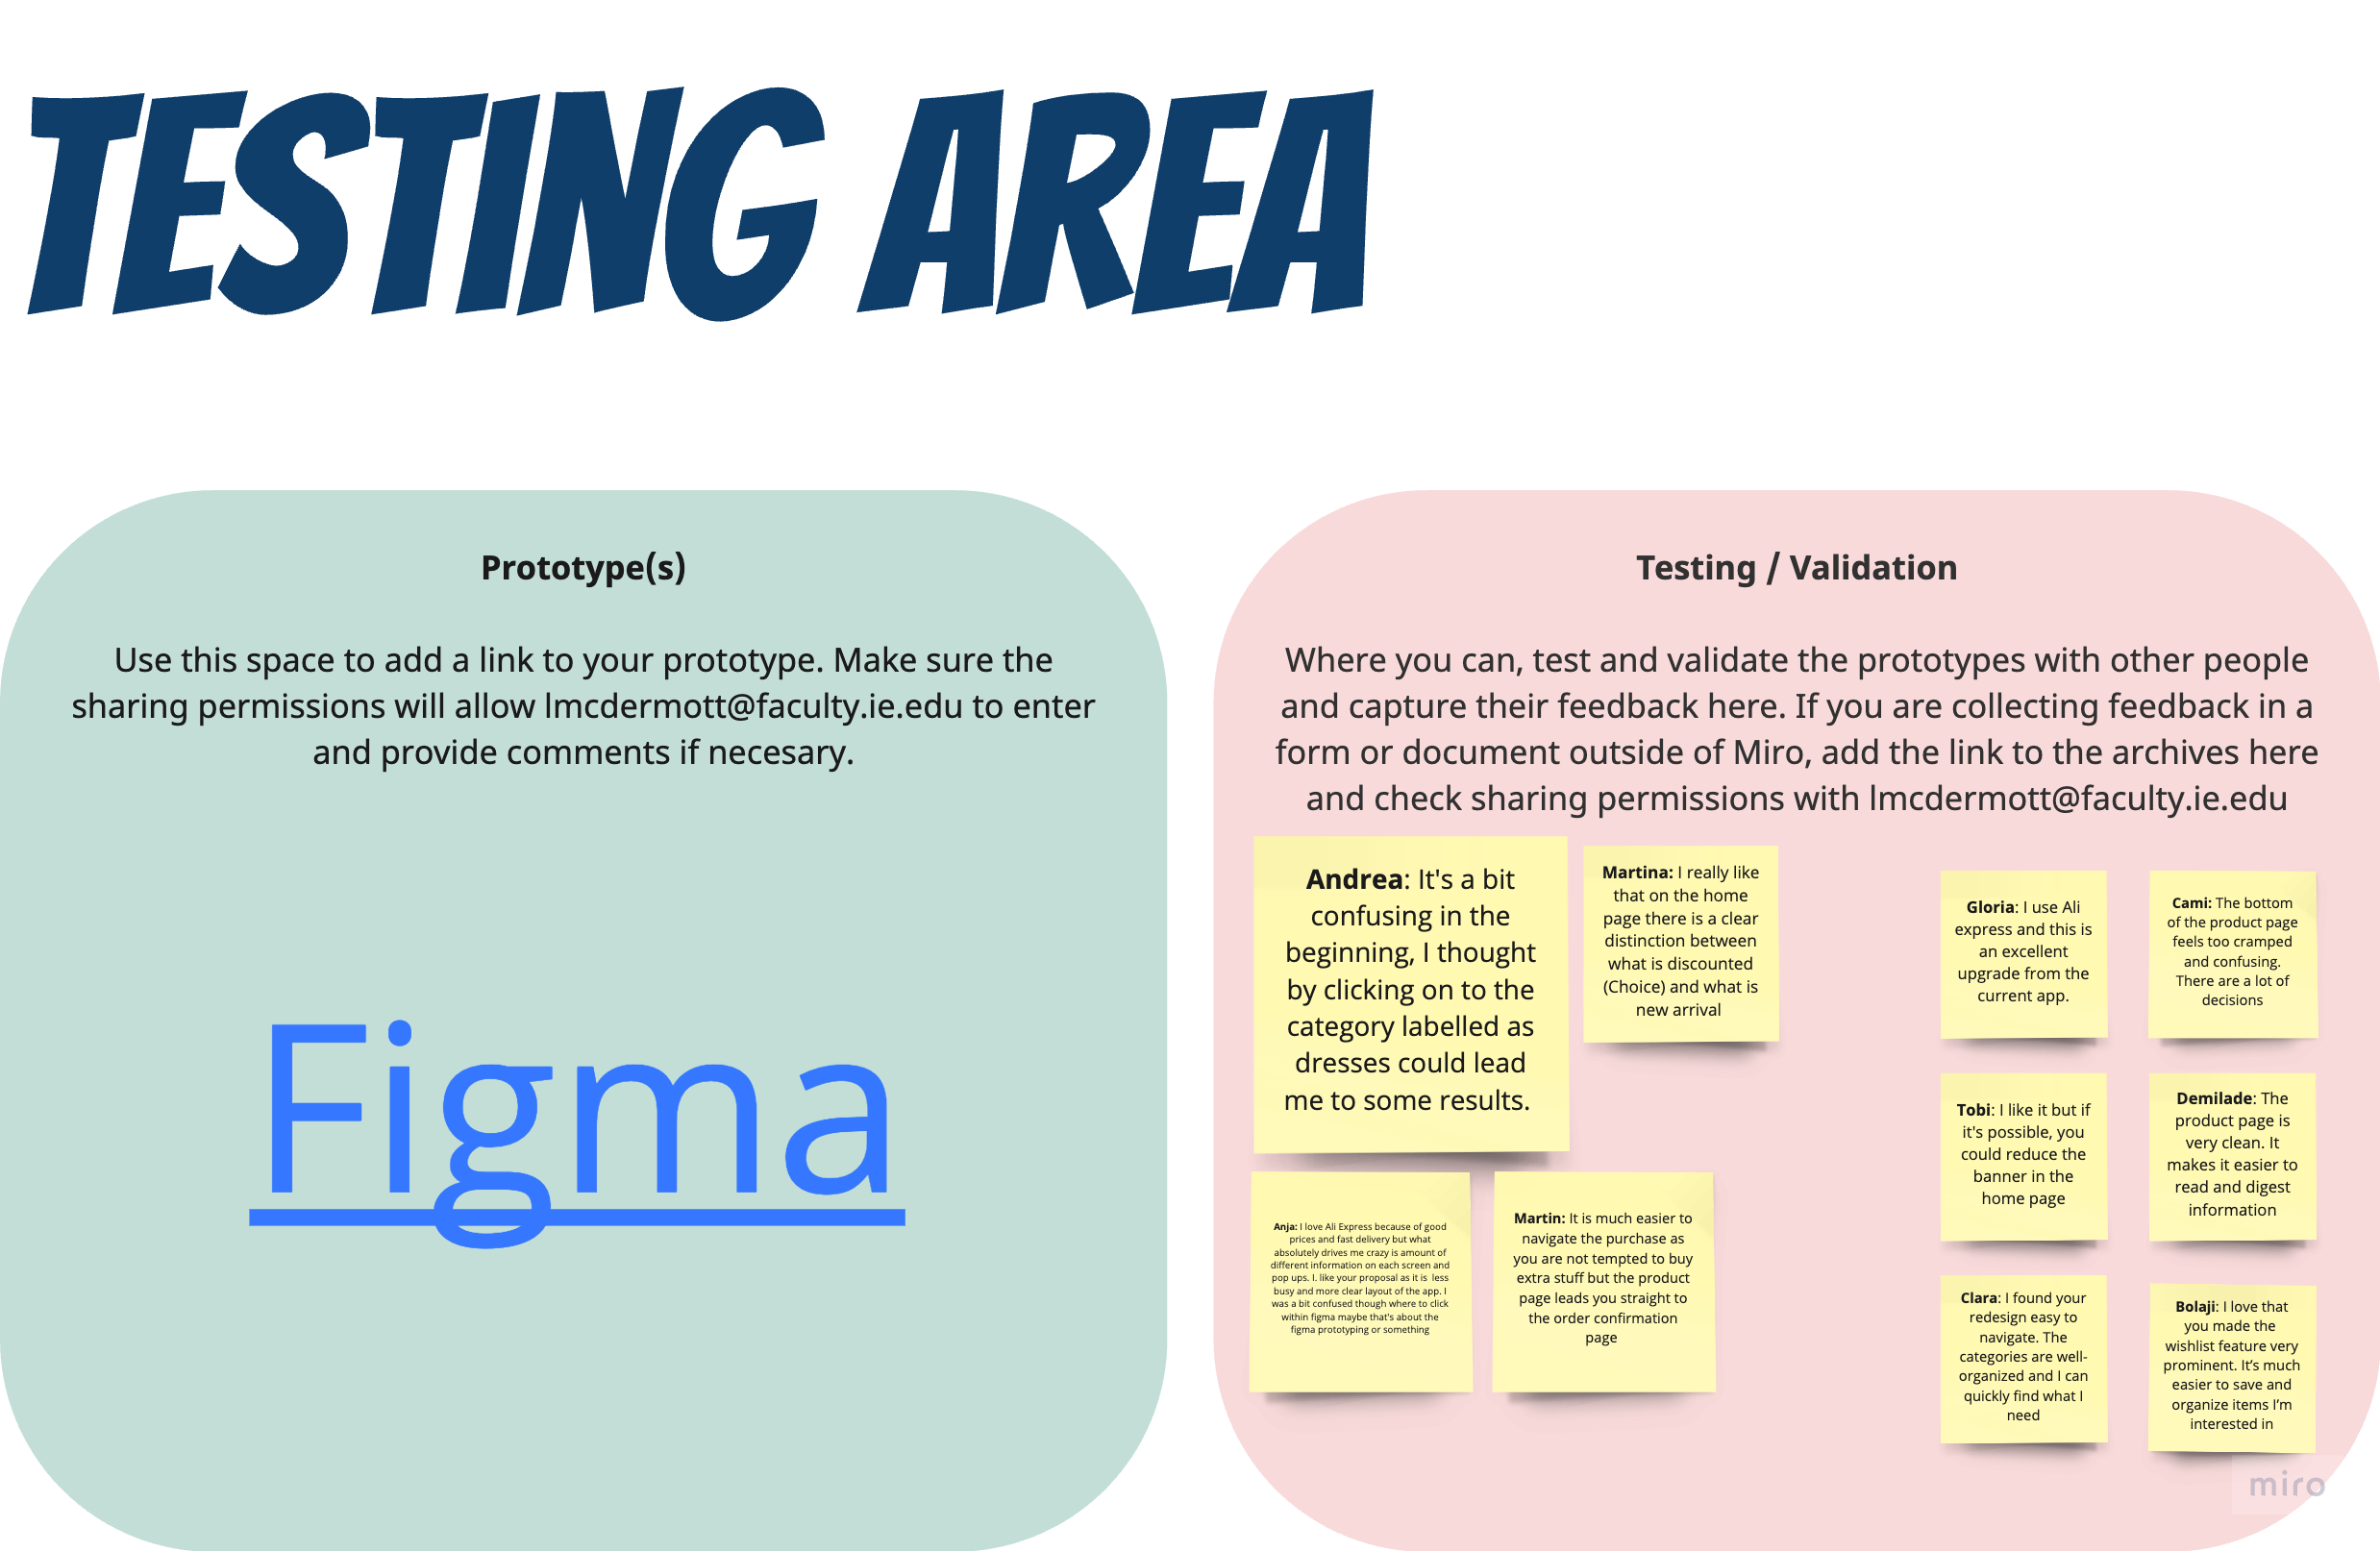 TESTING AREA
Prototype(s)
Use this space to add a link to your prototype. Make sure the
sharing permissions will allow lmcdermott@faculty.ie.edu to enter
and provide comments if necesary.
Figma
Testing / Validation
Where you can, test and validate the prototypes with other people
and capture their feedback here. If you are collecting feedback in a
form or document outside of Miro, add the link to the archives here
and check sharing permissions with lmcdermott@faculty.ie.edu
Andrea: It's a bit
confusing in the
beginning, I thought
by clicking on to the
category labelled as
dresses could lead
me to some results.
Martina: I really like
that on the home
page there is a clear
distinction between
what is discounted
(Choice) and what is
new arrival
Gloria: I use Ali
express and this is
an excellent
upgrade from the
current app.
Cami: The bottom
of the product page
feels too cramped
and confusing.
There are a lot of
decisions
Tobi: I like it but if
it's possible, you
could reduce the
banner in the
home page
Demilade: The
product page is
very clean. It
makes it easier to
read and digest
information
Anja: I love Ali Express because of good
prices and fast delivery but what
absolutely drives me crazy is amount of
different information on each screen and
pop ups. I. like your proposal as it is less
busy and more clear layout of the app. I
was a bit confused though where to click
within figma maybe that's about the
figma prototyping or something
Martin: It is much easier to
navigate the purchase as
you are not tempted to buy
extra stuff but the product
page leads you straight to
the order confirmation
page
Clara: I found your
redesign easy to
navigate. The
categories are well-
organized and I can
quickly find what I
need
Bolaji: I love that
you made the
wishlist feature very
prominent. It’s much
easier to save and
organize items I’m
interested in
miro